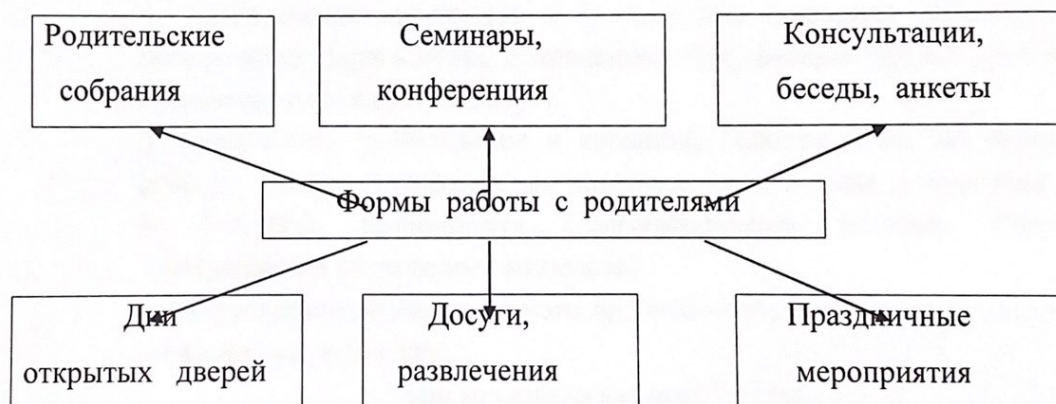 Родительские
собрания
Семинары,
конференция
Консультации,
беседы, анкеты
Формы работы с родителями
Дни
открытых дверей
Досуги,
развлечения
Праздничные
мероприятия